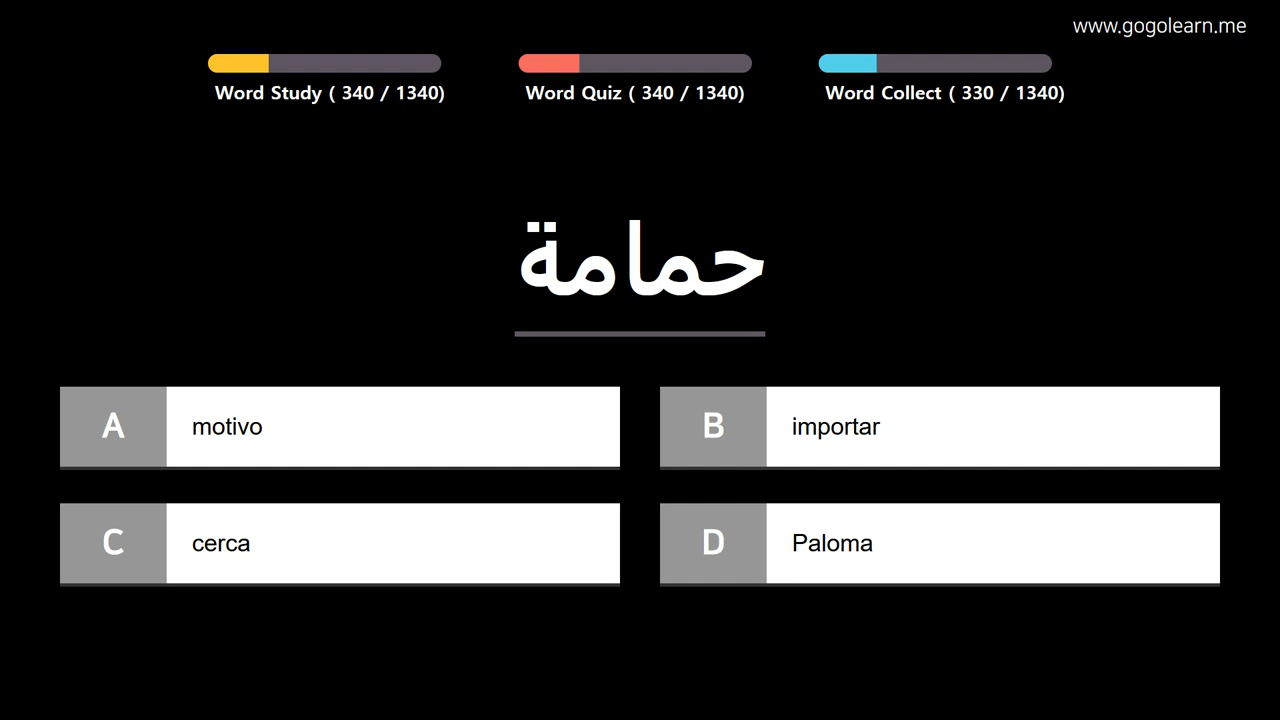 www.gogolearn.me
Word Study ( 340 / 1340)
Word Quiz ( 340 / 1340)
Word Collect ( 330 / 1340)
حمامة
A motivo
B importar
C cerca
D Paloma